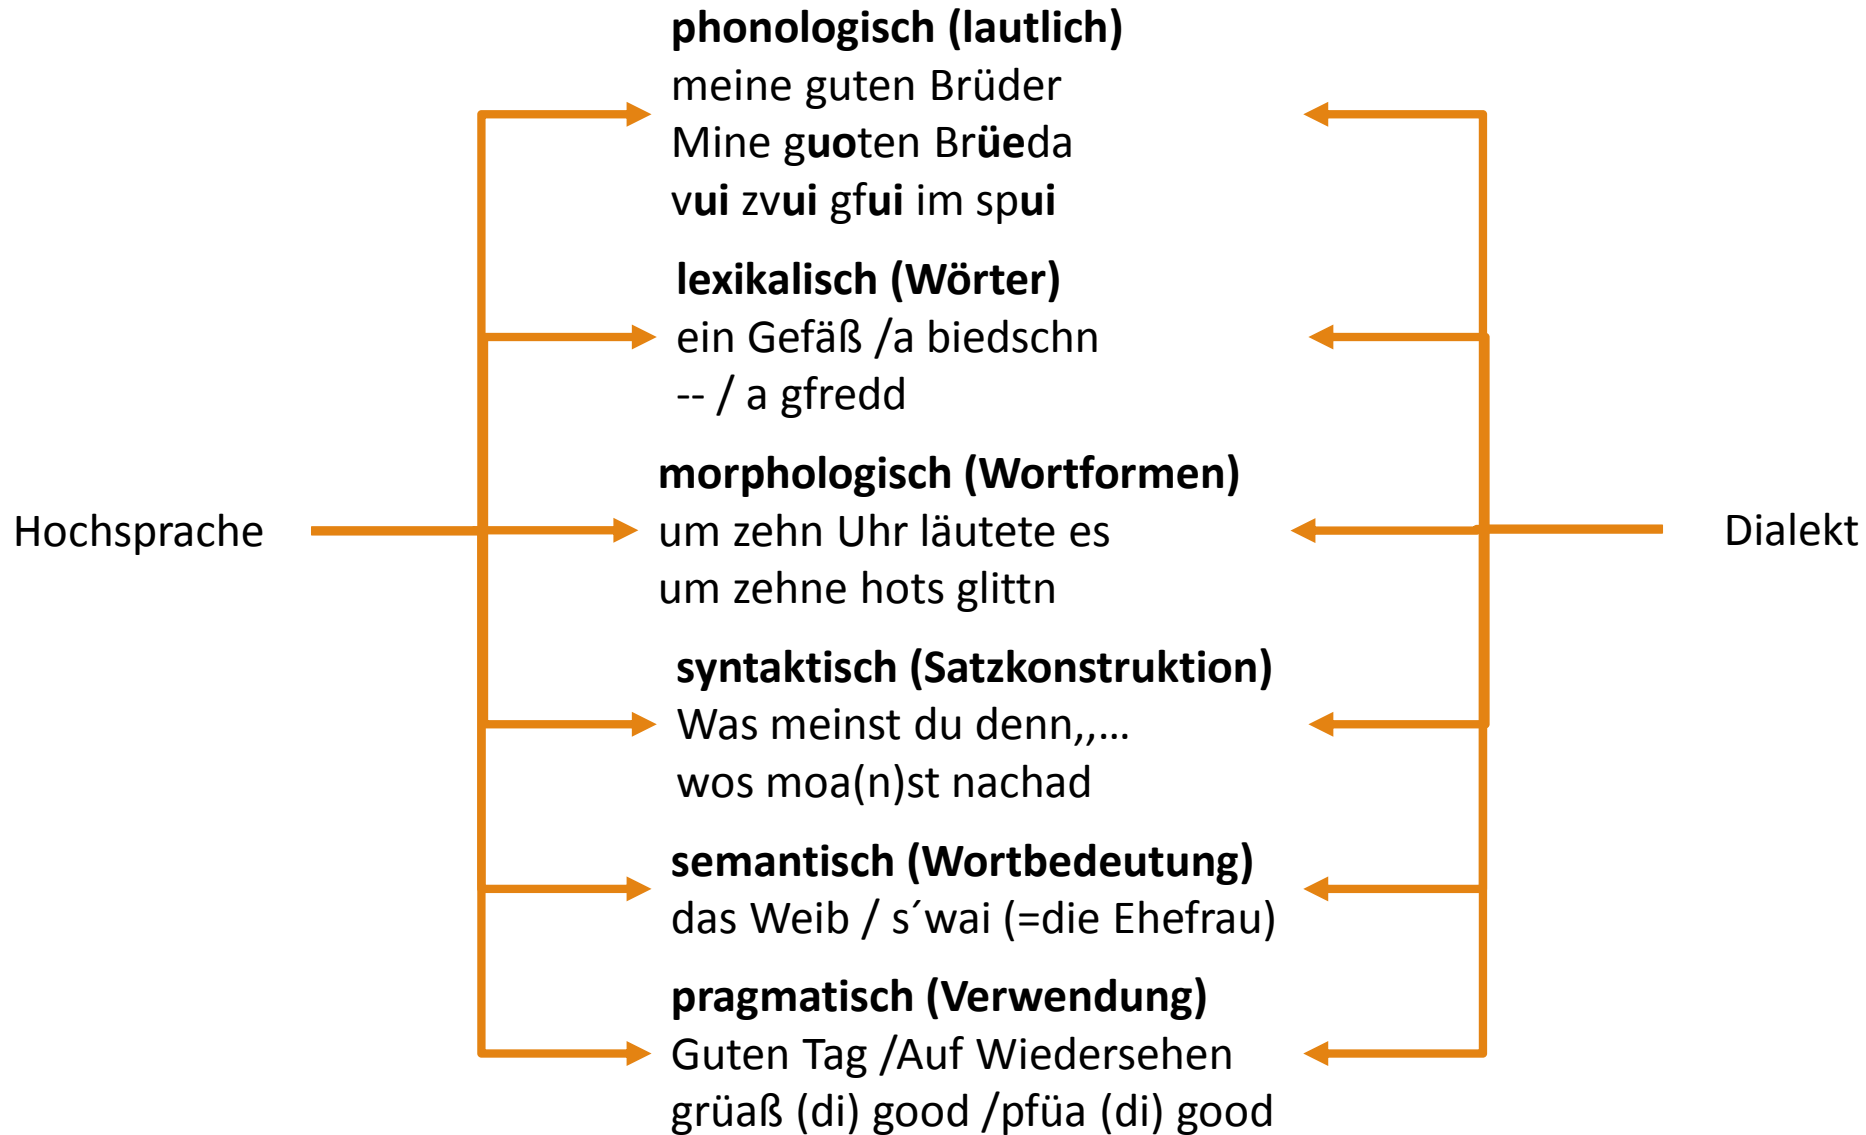 phonologisch (lautlich)
meine guten Brüder
Mine guoten Brüeda
vui zvui gfui im spui
lexikalisch (Wörter)
ein Gefäß /a biedschn
-- / a gfredd
morphologisch (Wortformen)
um zehn Uhr läutete es
um zehne hots glittn
Hochsprache
Dialekt
syntaktisch (Satzkonstruktion)
Was meinst du denn,,...
wos moa(n)st nachad
semantisch (Wortbedeutung)
das Weib / s´wai (=die Ehefrau)
pragmatisch (Verwendung)
Guten Tag /Auf Wiedersehen
grüaß (di) good /pfüa (di) good